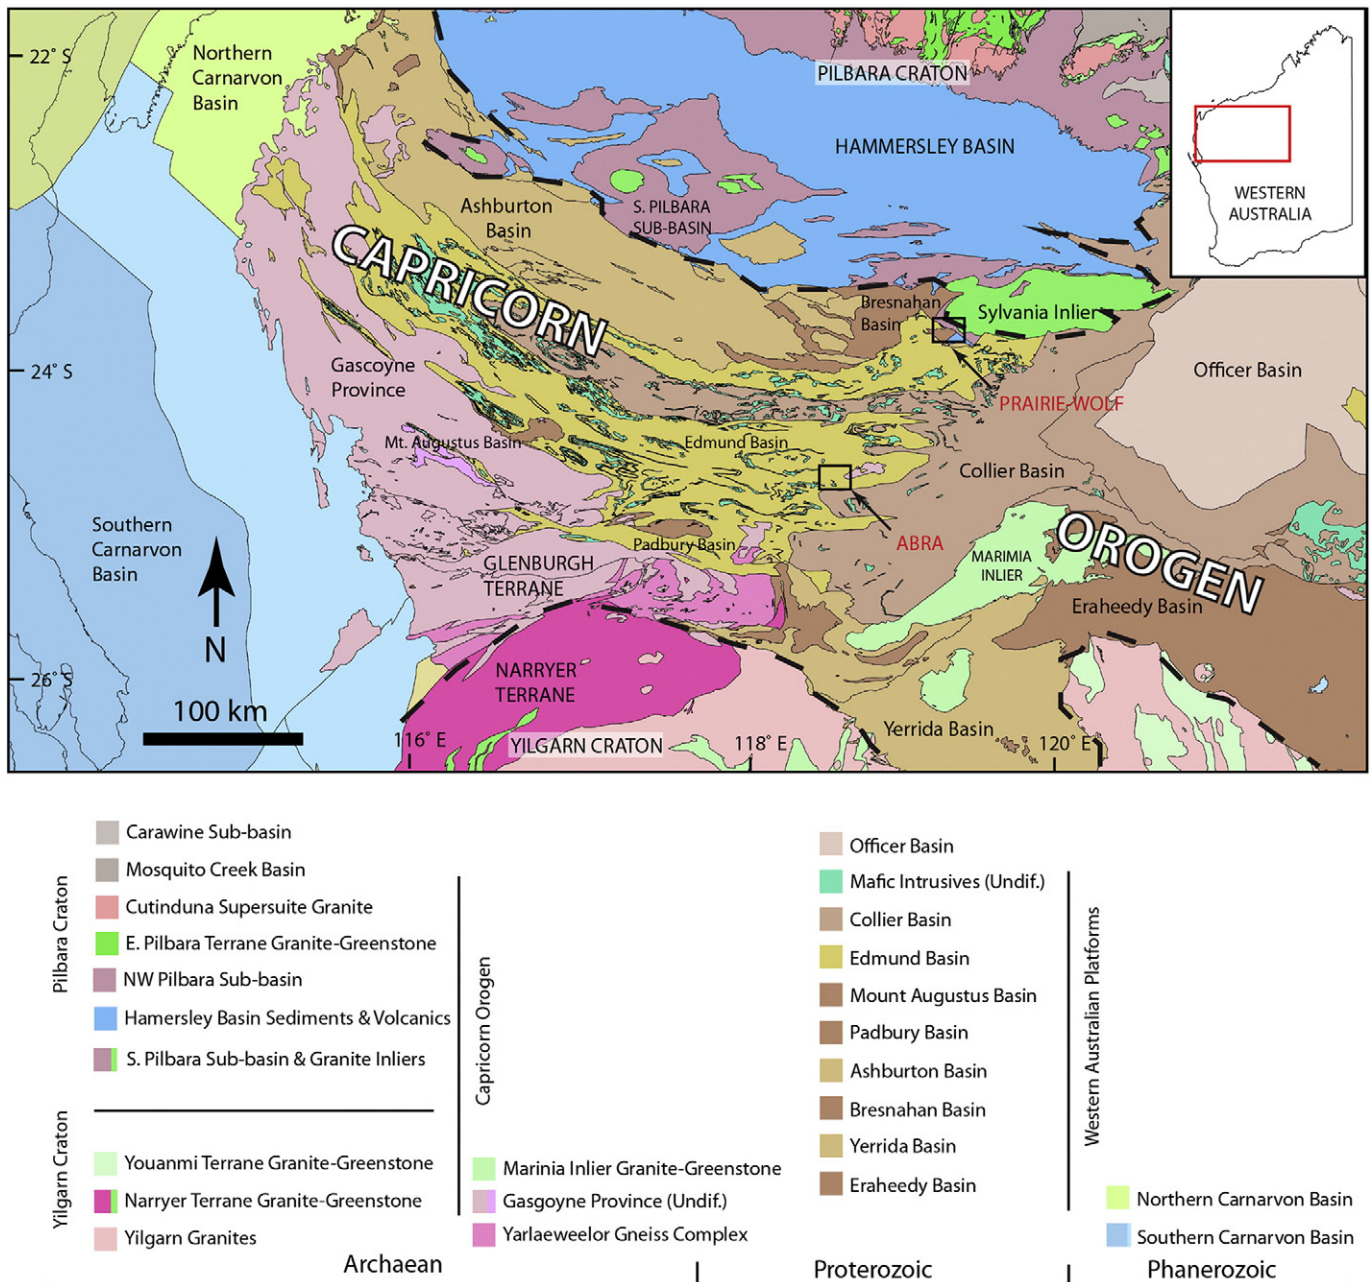 22° S
Northern
Carnarvon
Basin
PILBARA CRATON
HAMMERSLEY BASIN
WESTERN
AUSTRALIA
Ashburton
Basin
S. PILBARA
SUB-BASIN
CAPRICORN
Bresnahan
Basin
Sylvania Inlier
24° S
Gascoyne
Province
Officer Basin
PRAIRIE-WOLF
Mt. Augustus Basin
Edmund Basin
Collier Basin
Southern
Carnarvon
Basin
ABRA
OROGEN
Padbury Basin
MARIMIA
INLIER
GLENBURGH
TERRANE
Eraheedy Basin
N
26° S
NARRYER
TERRANE
100 km
Yerrida Basin
116° E
YILGARN CRATON
118° E
120° E
Pilbara Craton
Carawine Sub-basin
Mosquito Creek Basin
Cutinduna Supersuite Granite
E. Pilbara Terrane Granite-Greenstone
NW Pilbara Sub-basin
Hamersley Basin Sediments & Volcanics
S. Pilbara Sub-basin & Granite Inliers
Yilgarn Craton
Youanmi Terrane Granite-Greenstone
Narryer Terrane Granite-Greenstone
Yilgarn Granites
Capricorn Orogen
Marinia Inlier Granite-Greenstone
Gasgoyne Province (Undif.)
Yarlaeweelor Gneiss Complex
Officer Basin
Mafic Intrusives (Undif.)
Collier Basin
Edmund Basin
Mount Augustus Basin
Padbury Basin
Ashburton Basin
Bresnahan Basin
Yerrida Basin
Eraheedy Basin
Western Australian Platforms
Northern Carnarvon Basin
Southern Carnarvon Basin
Archaean
Proterozoic
Phanerozoic